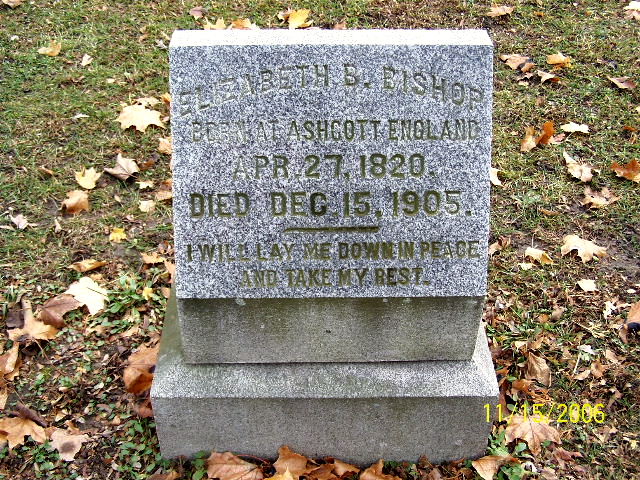 ELIZABETH B. BISHOP
BORN AT ASHCOTT ENGLAND
APR. 27, 1820.
DIED DEC 15, 1905.
I WILL LAY ME DOWN IN PEACE
AND TAKE MY REST.
11/15/2006